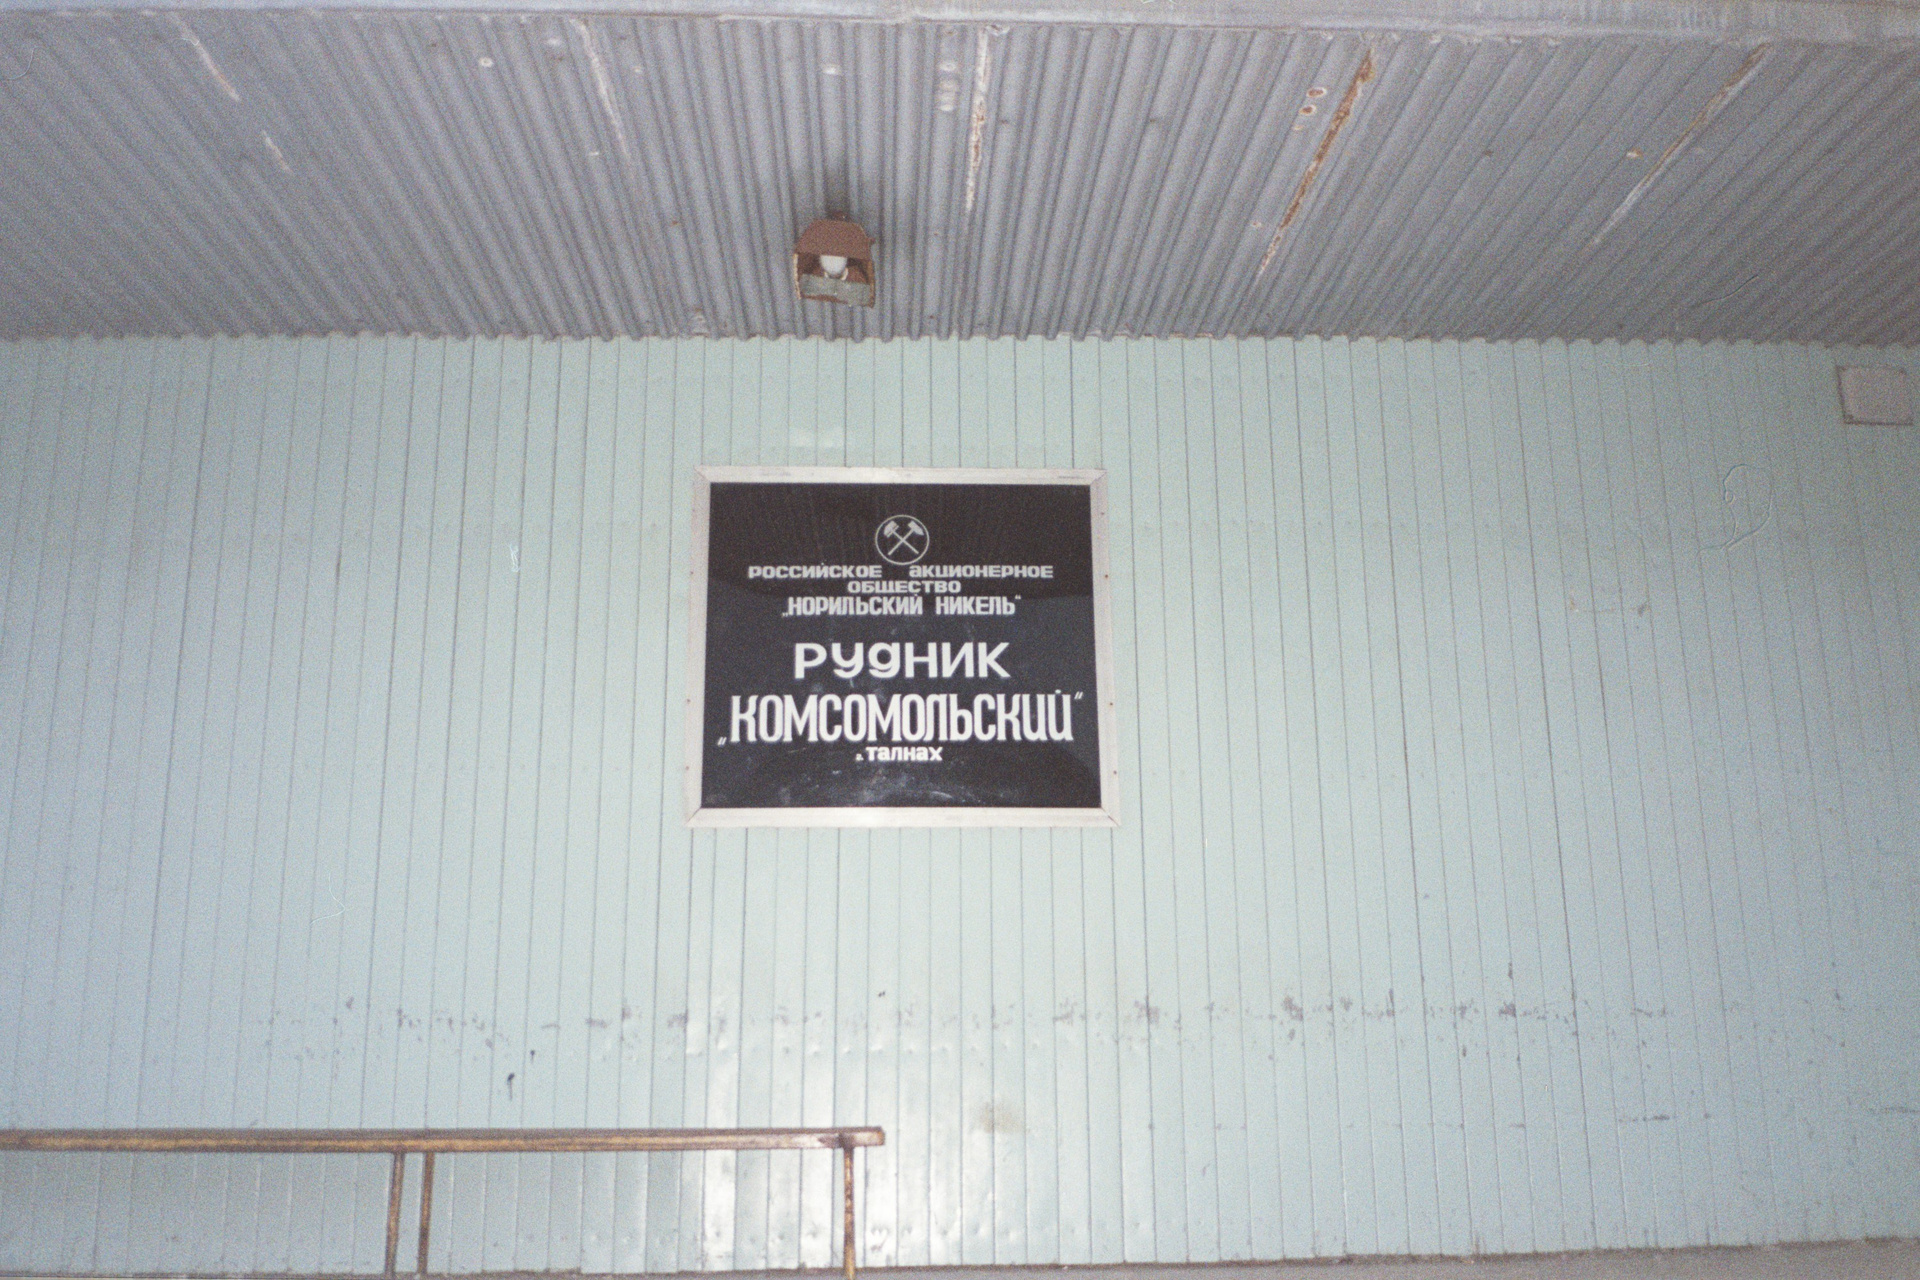 РОССИЙСКОЕ АКЦИОНЕРНОЕ
ОБЩЕСТВО
„НОРИЛЬСКИЙ НИКЕЛЬ“
РУДНИК
„КОМСОМОЛЬСКИЙ“
г. ТАЛНАХ